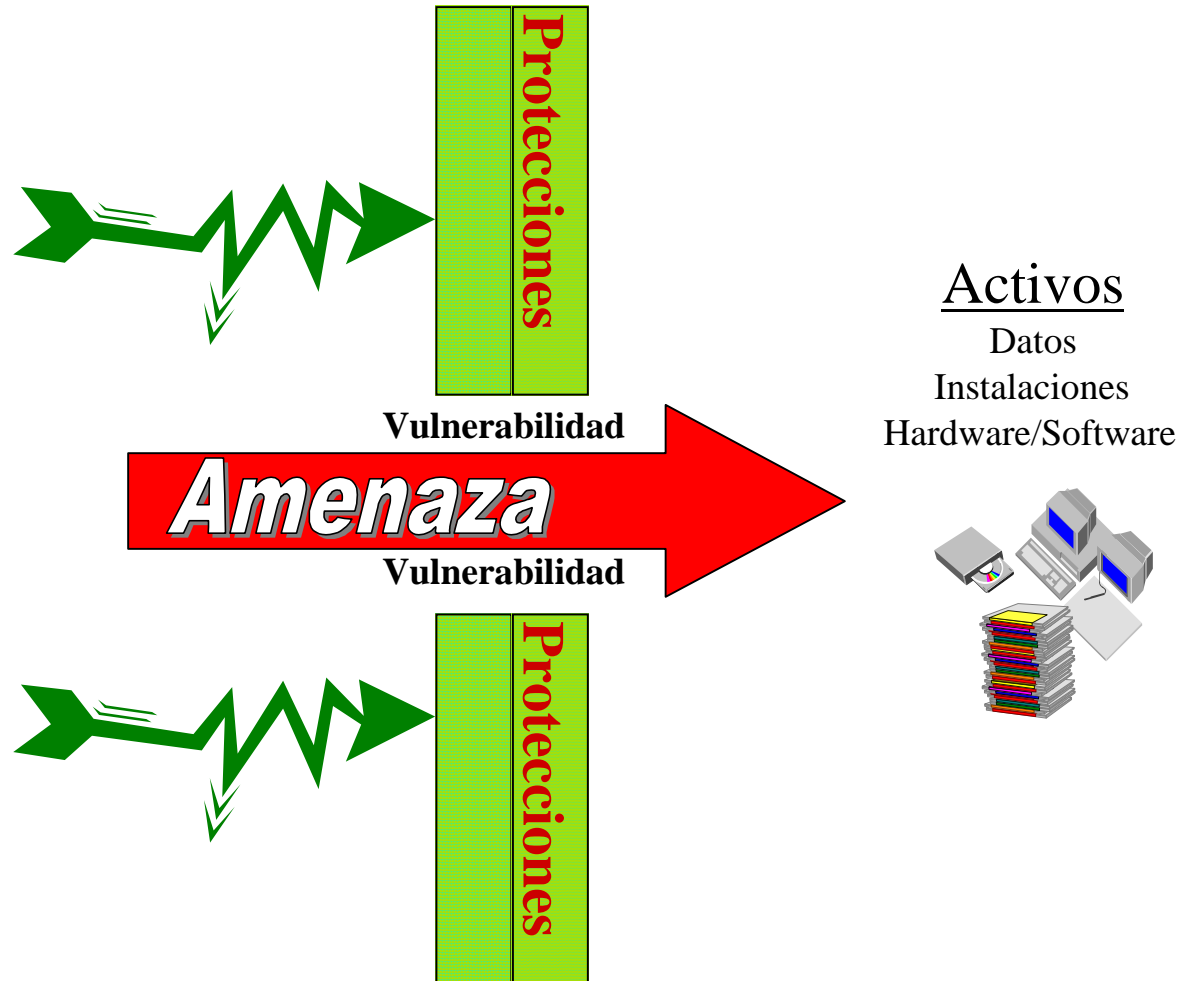 Protecciones
Activos
Datos
Instalaciones
Hardware/Software
Vulnerabilidad
Amenaza
Vulnerabilidad
Protecciones